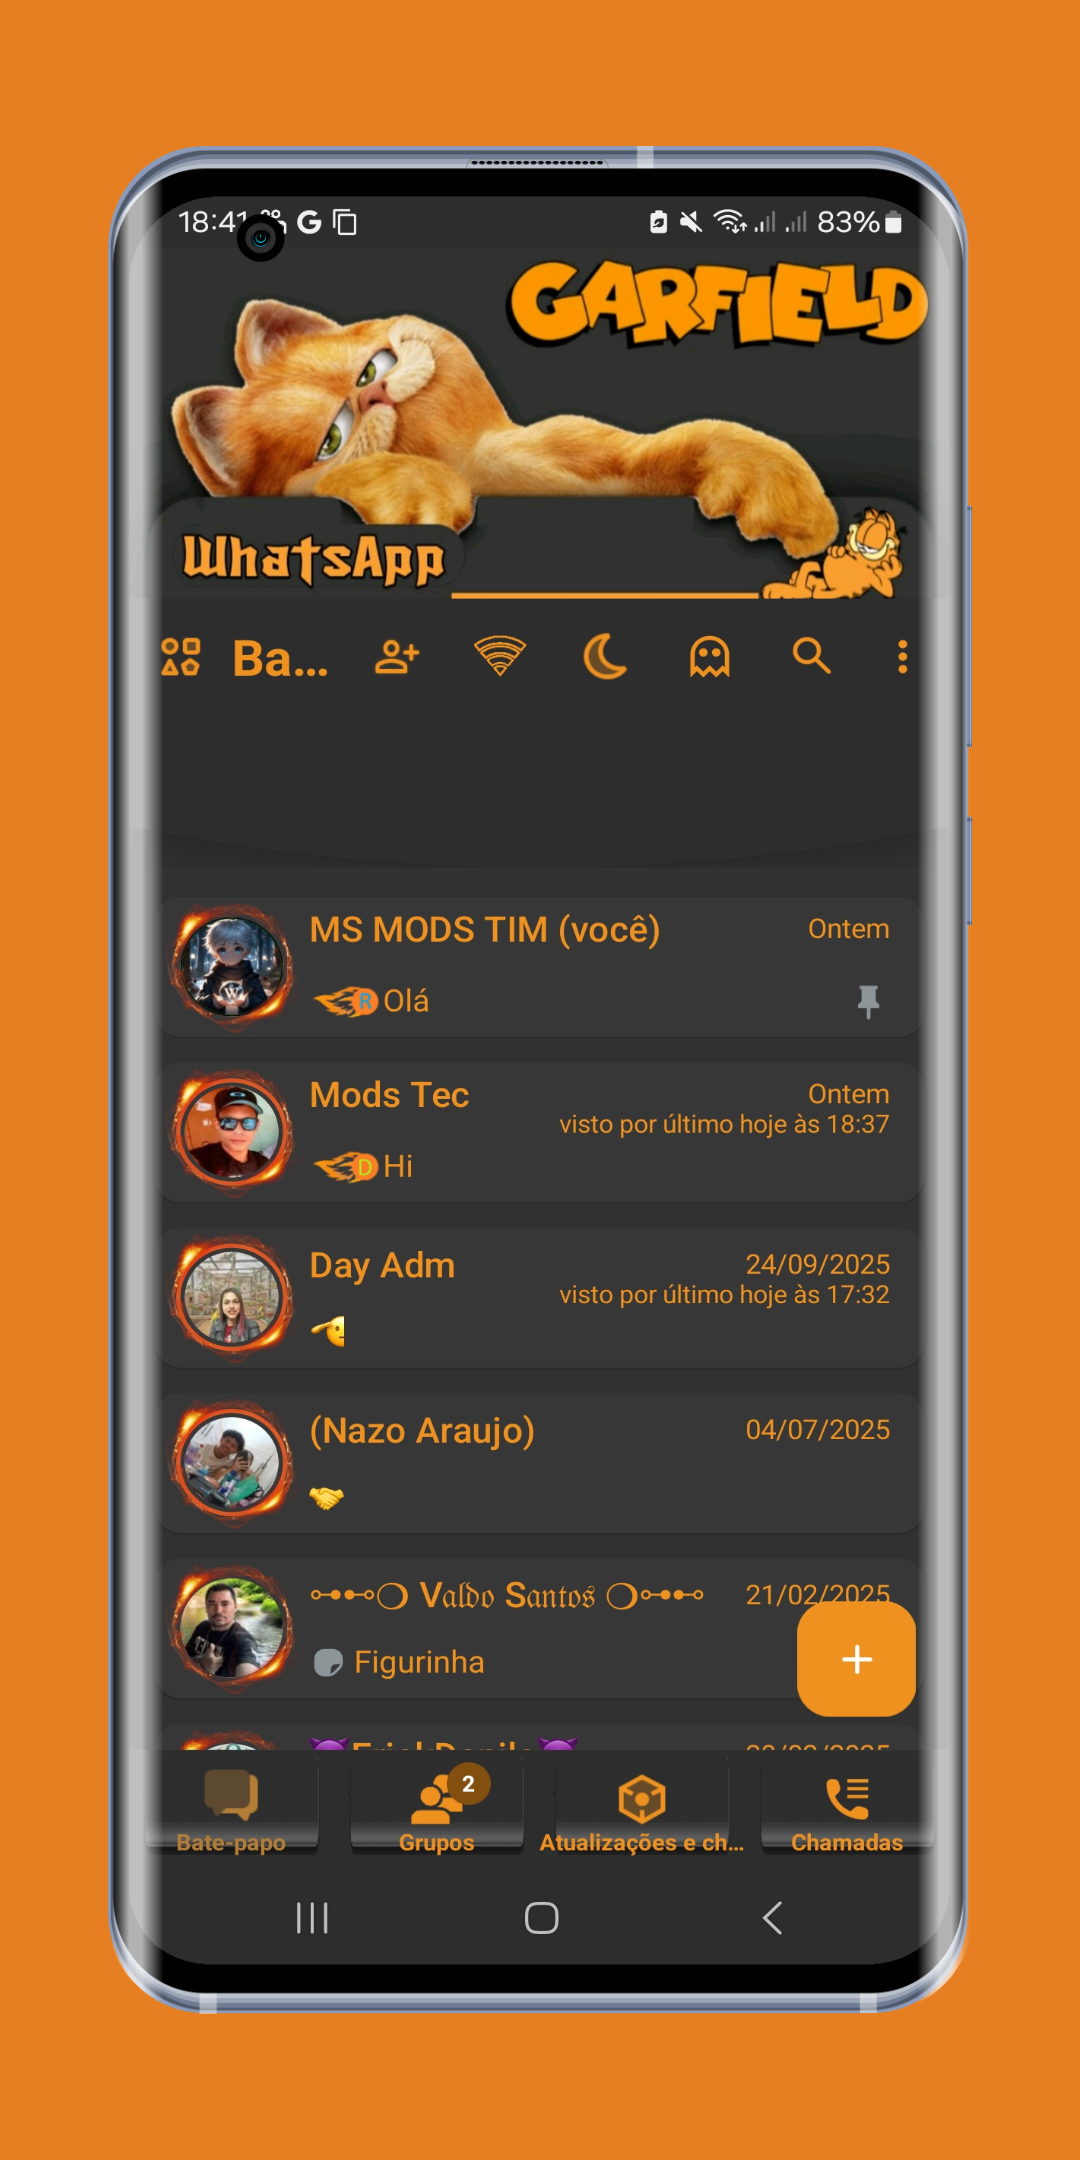 18:41
83%
GARFIELD
WhatsApp
Ba...
MS MODS TIM (você)
Ontem
R Olá
Mods Tec
Ontem
visto por último hoje às 18:37
D Hi
Day Adm
24/09/2025
visto por último hoje às 17:32
(Nazo Araujo)
04/07/2025
V𝔞𝔩𝔡𝔬 S𝔞𝔫𝔱𝔬𝔰
21/02/2025
Figurinha
2
Bate-papo
Grupos
Atualizações e ch...
Chamadas